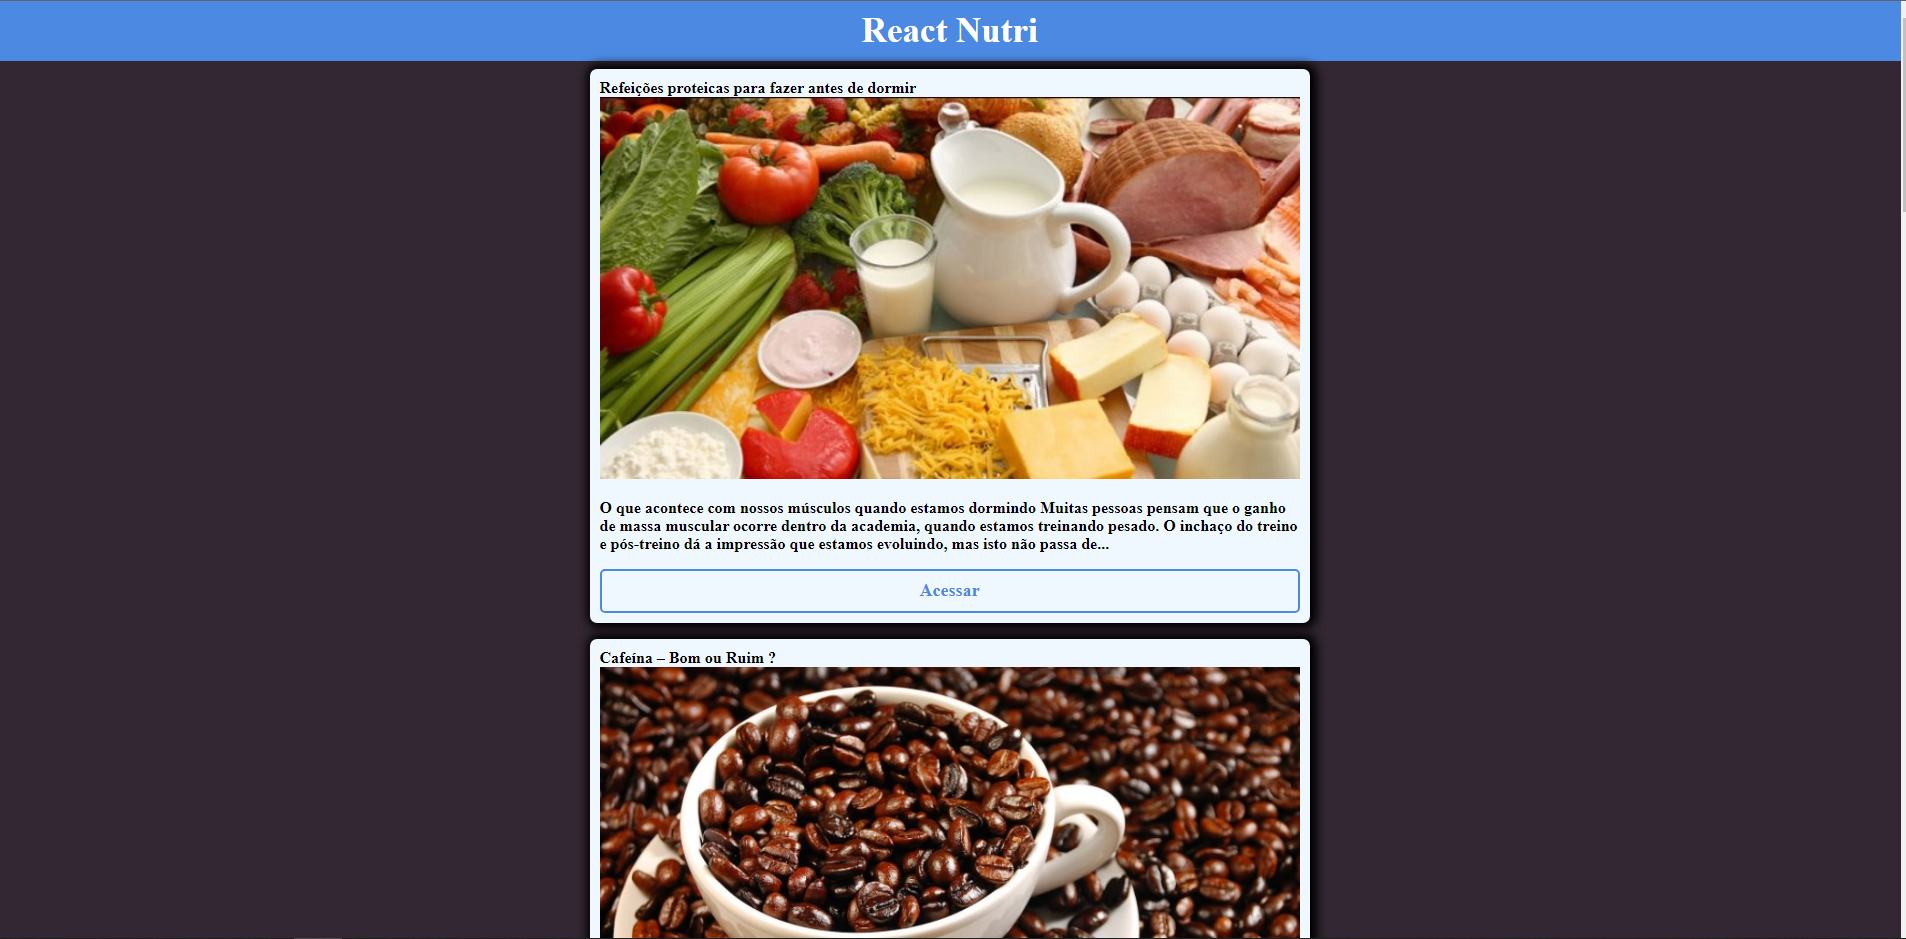 React Nutri
Refeições proteicas para fazer antes de dormir
O que acontece com nossos músculos quando estamos dormindo Muitas pessoas pensam que o ganho
de massa muscular ocorre dentro da academia, quando estamos treinando pesado. O inchaço do treino
e pós-treino dá a impressão que estamos evoluindo, mas isto não passa de...
Acessar
Cafeína – Bom ou Ruim ?